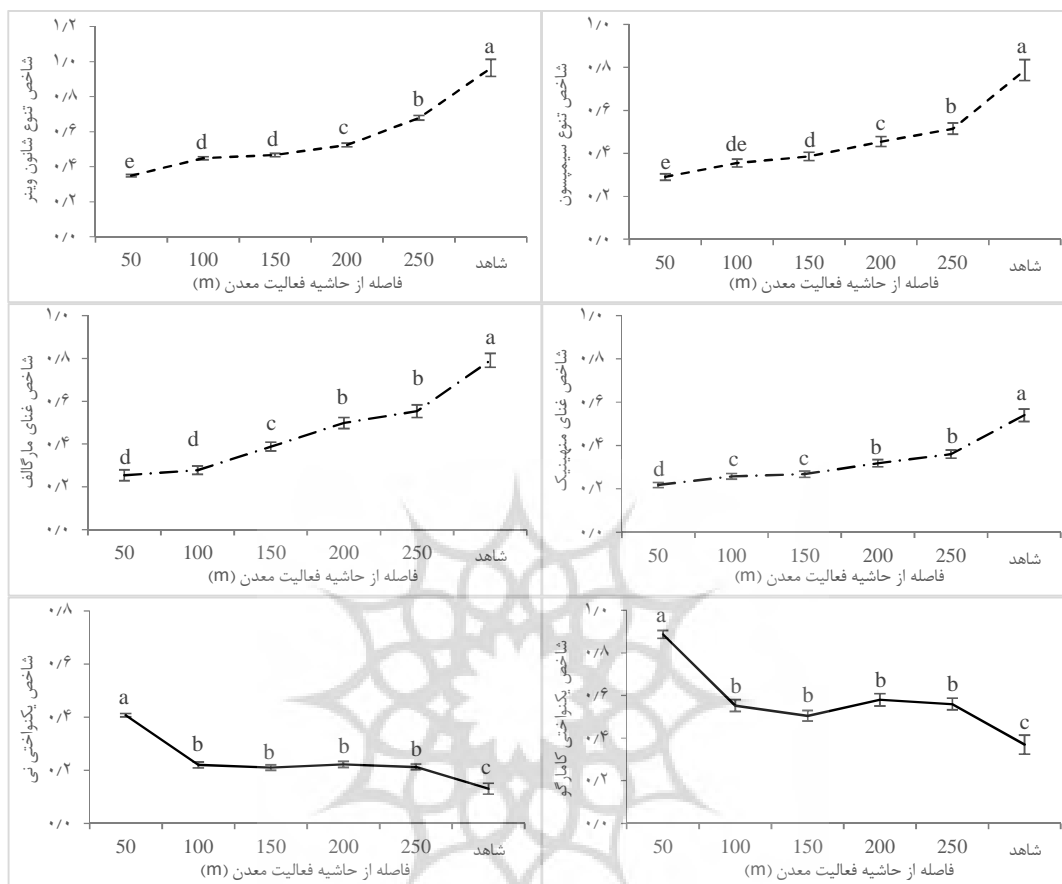 شاخص تنوع شانون وینر
۱٫۲
۱٫۰
۰٫۸
۰٫۶
۰٫۴
۰٫۲
۰٫۰
e d d c b a
50 100 150 200 250 شاهد
فاصله از حاشیه فعالیت معدن (m)
شاخص تنوع سیمپسون
۱٫۰
۰٫۸
۰٫۶
۰٫۴
۰٫۲
۰٫۰
e de d c b a
50 100 150 200 250 شاهد
فاصله از حاشیه فعالیت معدن (m)
شاخص غنای مارگالف
۱٫۰
۰٫۸
۰٫۶
۰٫۴
۰٫۲
۰٫۰
d d c b b a
50 100 150 200 250 شاهد
فاصله از حاشیه فعالیت معدن (m)
شاخص غنای منهینیک
۱٫۰
۰٫۸
۰٫۶
۰٫۴
۰٫۲
۰٫۰
d c c b b a
50 100 150 200 250 شاهد
فاصله از حاشیه فعالیت معدن (m)
شاخص یکنواختی نی
۰٫۸
۰٫۶
۰٫۴
۰٫۲
۰٫۰
a b b b b c
50 100 150 200 250 شاهد
فاصله از حاشیه فعالیت معدن (m)
شاخص یکنواختی کامارگو
۱٫۰
۰٫۸
۰٫۶
۰٫۴
۰٫۲
۰٫۰
a b b b b c
50 100 150 200 250 شاهد
فاصله از حاشیه فعالیت معدن (m)